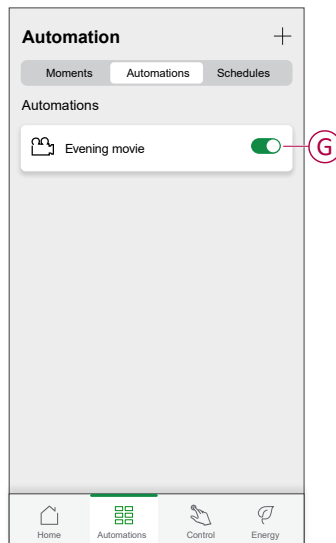 Automation
Moments Automations Schedules
Automations
Evening movie
G
Home Automations Control Energy